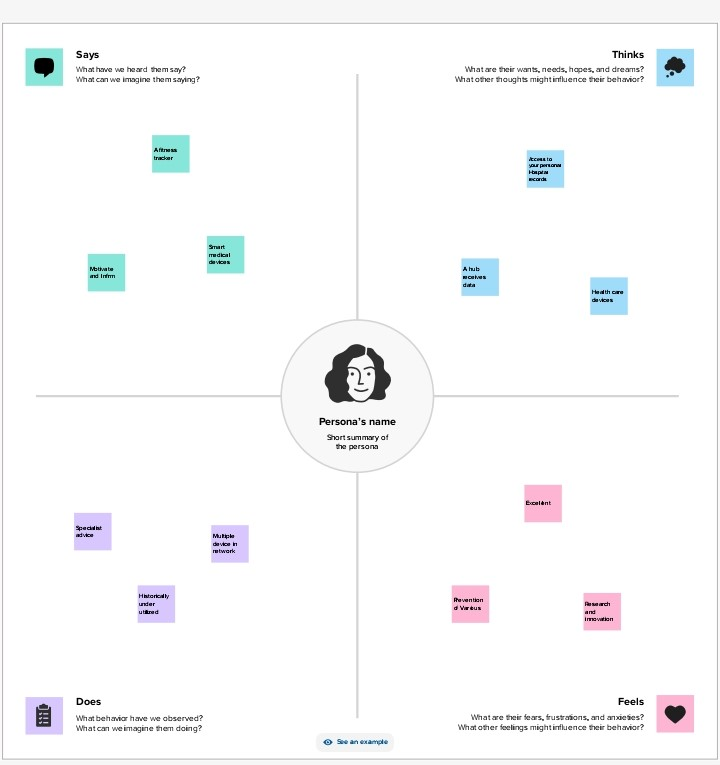 Says
What have we heard them say?
What can we imagine them saying?
Thinks
What are their wants, needs, hopes, and dreams?
What other thoughts might influence their behavior?
A fitness
tracker
Motivate
and Infrm
Smart
medical
devices
Access to
your personal
Hospital
records
A hub
receives
data
Health care
devices
Persona's name
Short summary of
the persona
Specialist
advice
Multiple
device in
network
Historically
under
utilized
Excellent
Prevention
of Various
Research
and
innovation
Does
What behavior have we observed?
What can we imagine them doing?
Feels
What are their fears, frustrations, and anxieties?
What other feelings might influence their behavior?
See an example